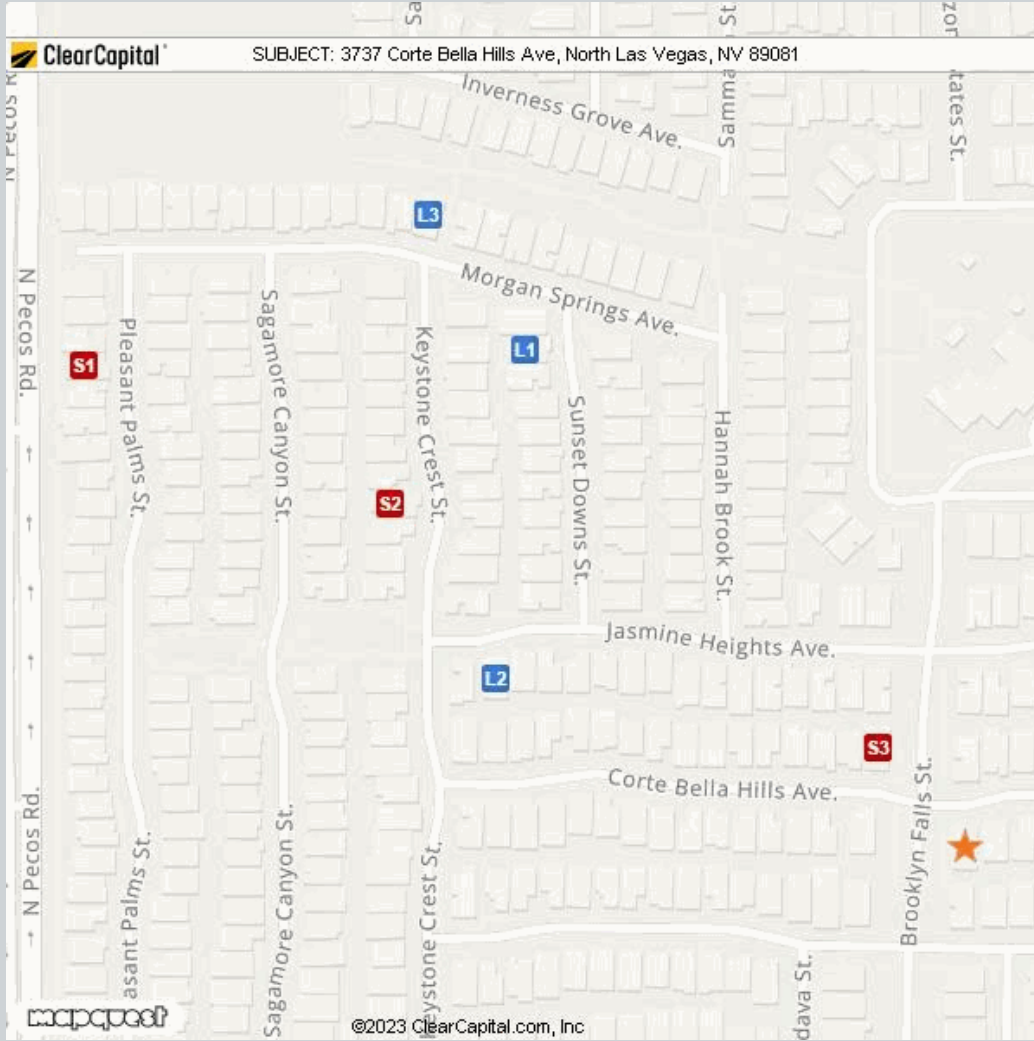 ClearCapital
SUBJECT: 3737 Corte Bella Hills Ave, North Las Vegas, NV 89081
Inverness Grove Ave.
L3
Morgan Springs Ave.
N Pecos Rd.
S1
Pleasant Palms St.
Sagamore Canyon St.
Keystone Crest St.
L1
Sunset Downs St.
Hannah Brook St.
S2
Jasmine Heights Ave.
L2
S3
Corte Bella Hills Ave.
Brooklyn Falls St.
N Pecos Rd.
asant Palms St.
Sagamore Canyon St.
Keystone Crest St.
dava St.
mapquest
©2023 ClearCapital.com, Inc